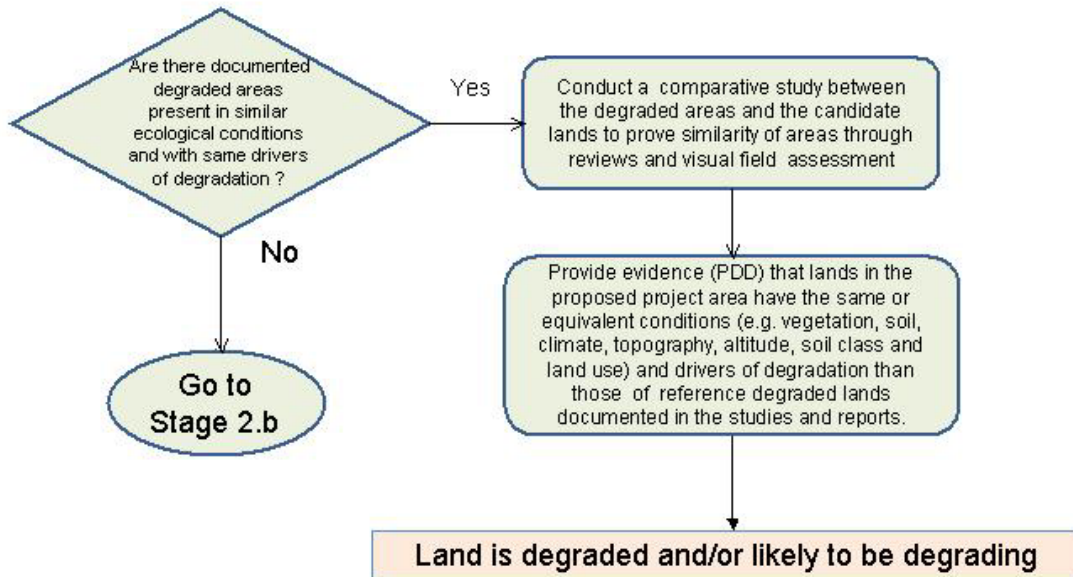 Are there documented
degraded areas
present in similar
ecological conditions
and with same drivers
of degradation ?
Yes
Conduct a comparative study between
the degraded areas and the candidate
lands to prove similarity of areas through
reviews and visual field assessment
No
Provide evidence (PDD) that lands in the
proposed project area have the same or
equivalent conditions (e.g. vegetation, soil,
climate, topography, altitude, soil class and
land use) and drivers of degradation than
those of reference degraded lands
documented in the studies and reports.
Go to
Stage 2.b
Land is degraded and/or likely to be degrading